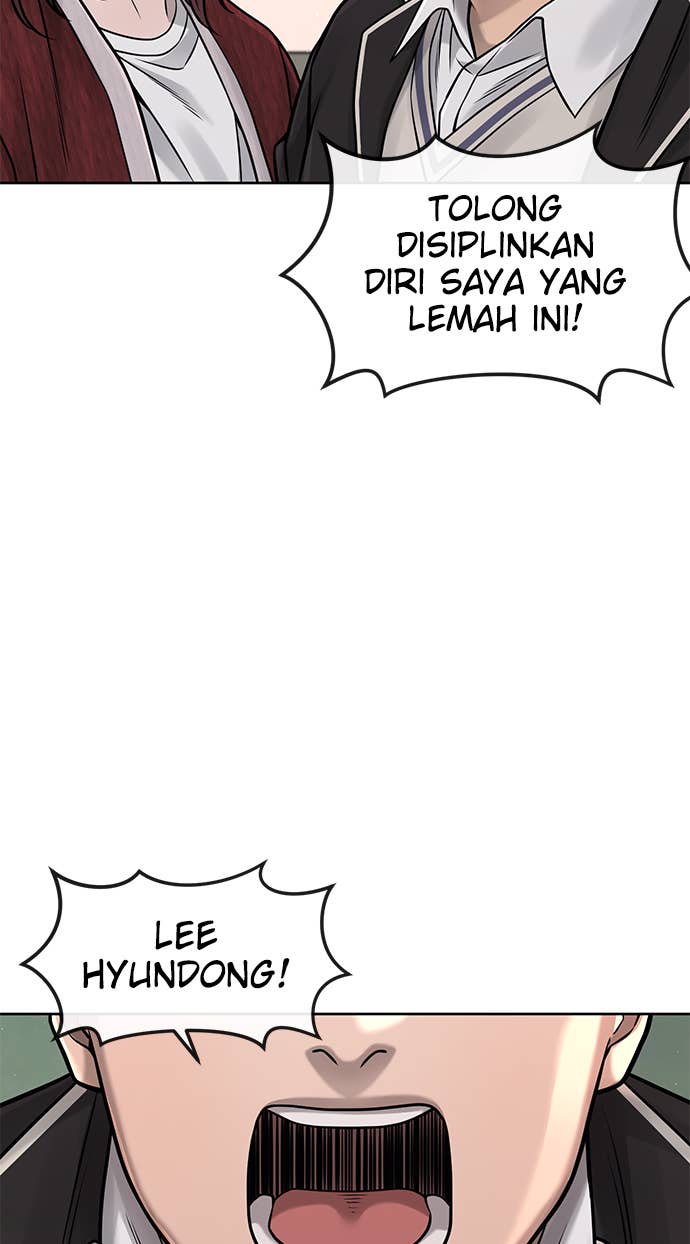 TOLONG
DISIPLINKAN
DIRI SAYA YANG
LEMAH INI!
LEE
HYUNDONG!